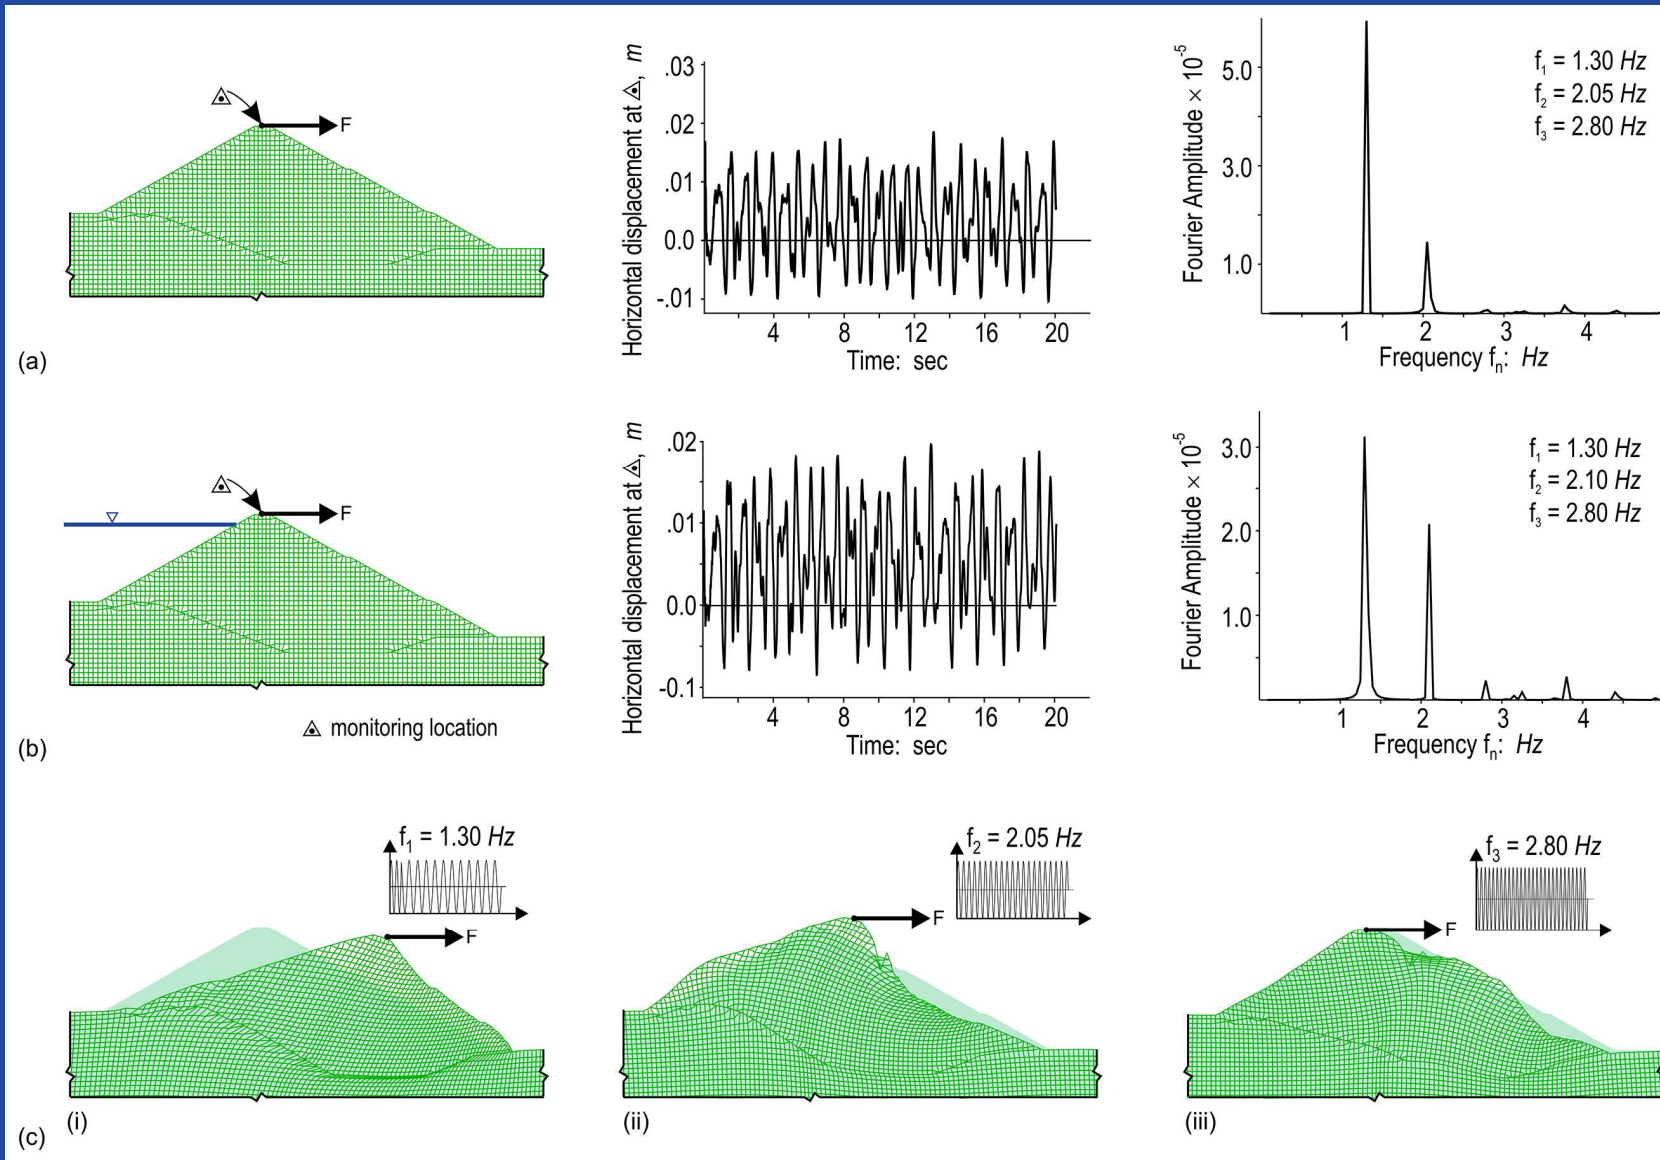 F
Horizontal displacement at ◬, m
.03
.02
.01
0.0
-.01
4 8 12 16 20
Time: sec
Fourier Amplitude × 10⁻⁵
5.0
3.0
1.0
f₁ = 1.30 Hz
f₂ = 2.05 Hz
f₃ = 2.80 Hz
1 2 3 4
Frequency fₙ: Hz
(a)
F
monitoring location
Horizontal displacement at ◬, m
.02
.01
0.0
-0.1
4 8 12 16 20
Time: sec
Fourier Amplitude × 10⁻⁵
3.0
2.0
1.0
f₁ = 1.30 Hz
f₂ = 2.10 Hz
f₃ = 2.80 Hz
1 2 3 4
Frequency fₙ: Hz
(b)
f₁ = 1.30 Hz
F
(i)
f₂ = 2.05 Hz
F
(ii)
f₃ = 2.80 Hz
F
(iii)
(c)